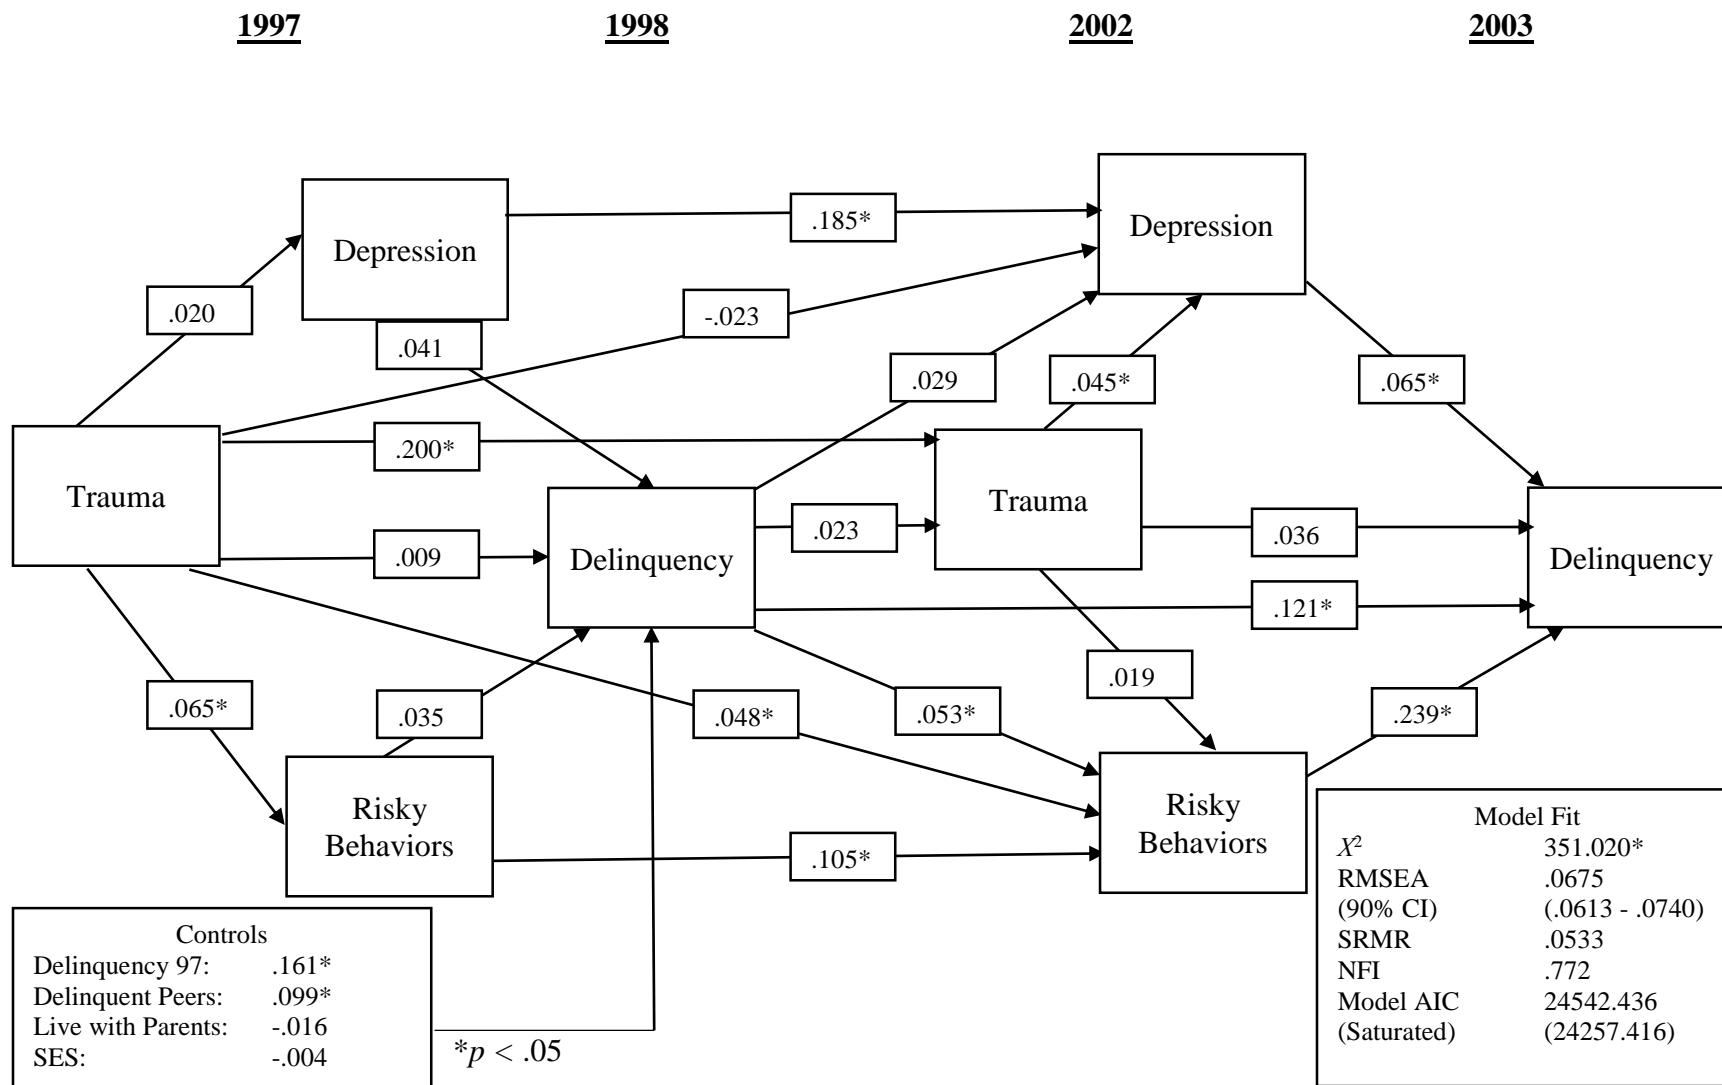 1997 1998 2002 2003
Depression
Depression
.185*
.020
-.023
.041
.029
.045*
.065*
.200*
Trauma
Trauma
.009
Delinquency
.023
.036
Delinquency
.121*
.065*
.035
.048*
.053*
.019
.239*
Risky
Behaviors
Risky
Behaviors
.105*
Controls
Delinquency 97: .161*
Delinquent Peers: .099*
Live with Parents: -.016
SES: -.004
*p < .05
Model Fit
X² 351.020*
RMSEA .0675
(90% CI) (.0613 - .0740)
SRMR .0533
NFI .772
Model AIC 24542.436
(Saturated) (24257.416)